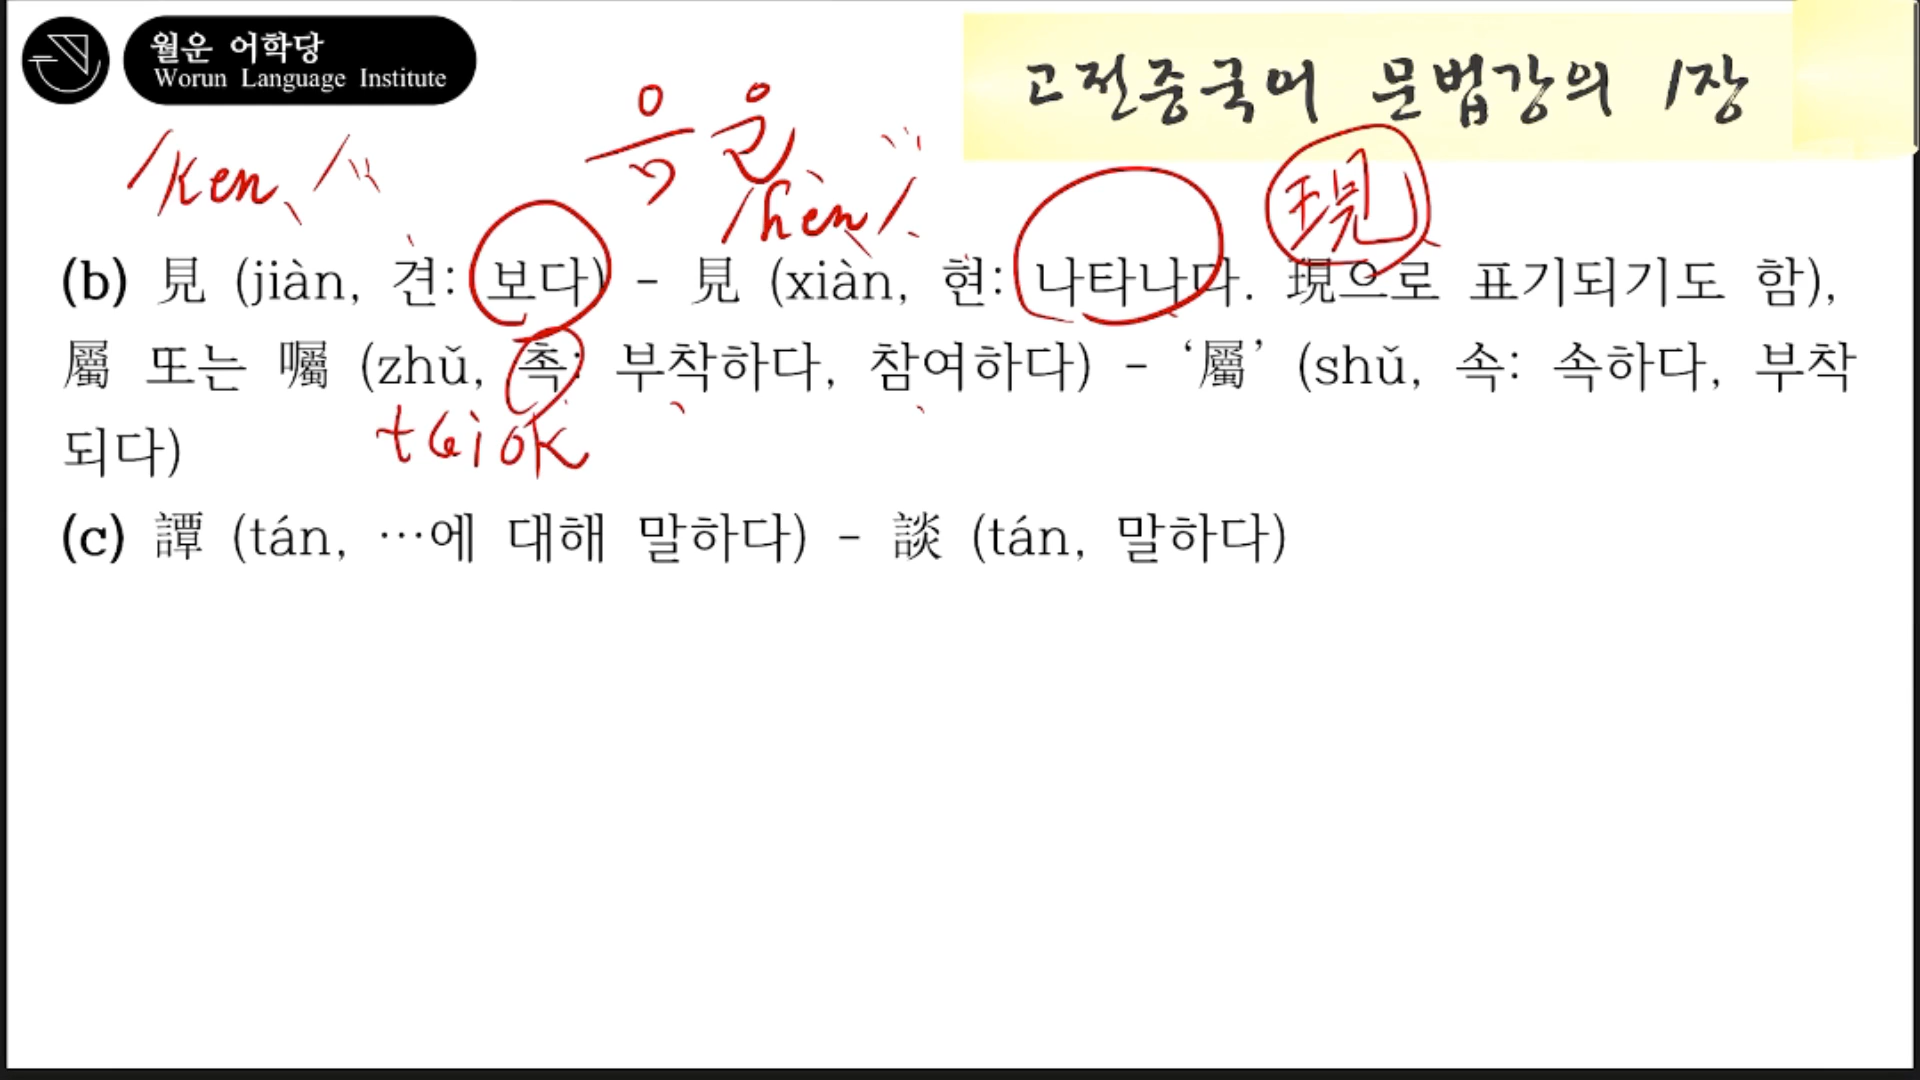 월운 어학당
Worun Language Institute
고전중국어 문법강의 1장
/ken/
음운
/hen/
現
(b) 見 (jiàn, 견: 보다) – 見 (xiàn, 현: 나타나다. 現으로 표기되기도 함),
屬 또는 囑 (zhǔ, 촉: 부착하다, 참여하다) – ‘屬’ (shǔ, 속: 속하다, 부착
되다)
(c) 譚 (tán, …에 대해 말하다) – 談 (tán, 말하다)